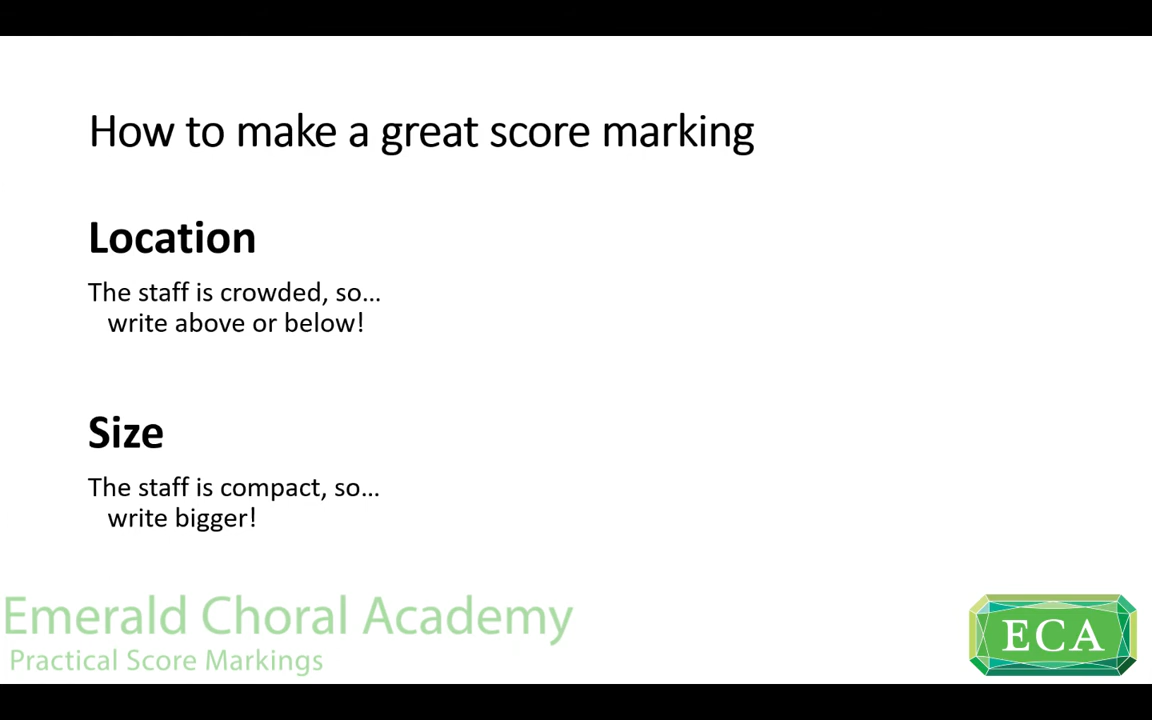 How to make a great score marking
Location
The staff is crowded, so...
write above or below!
Size
The staff is compact, so...
write bigger!
Emerald Choral Academy
Practical Score Markings
ECA